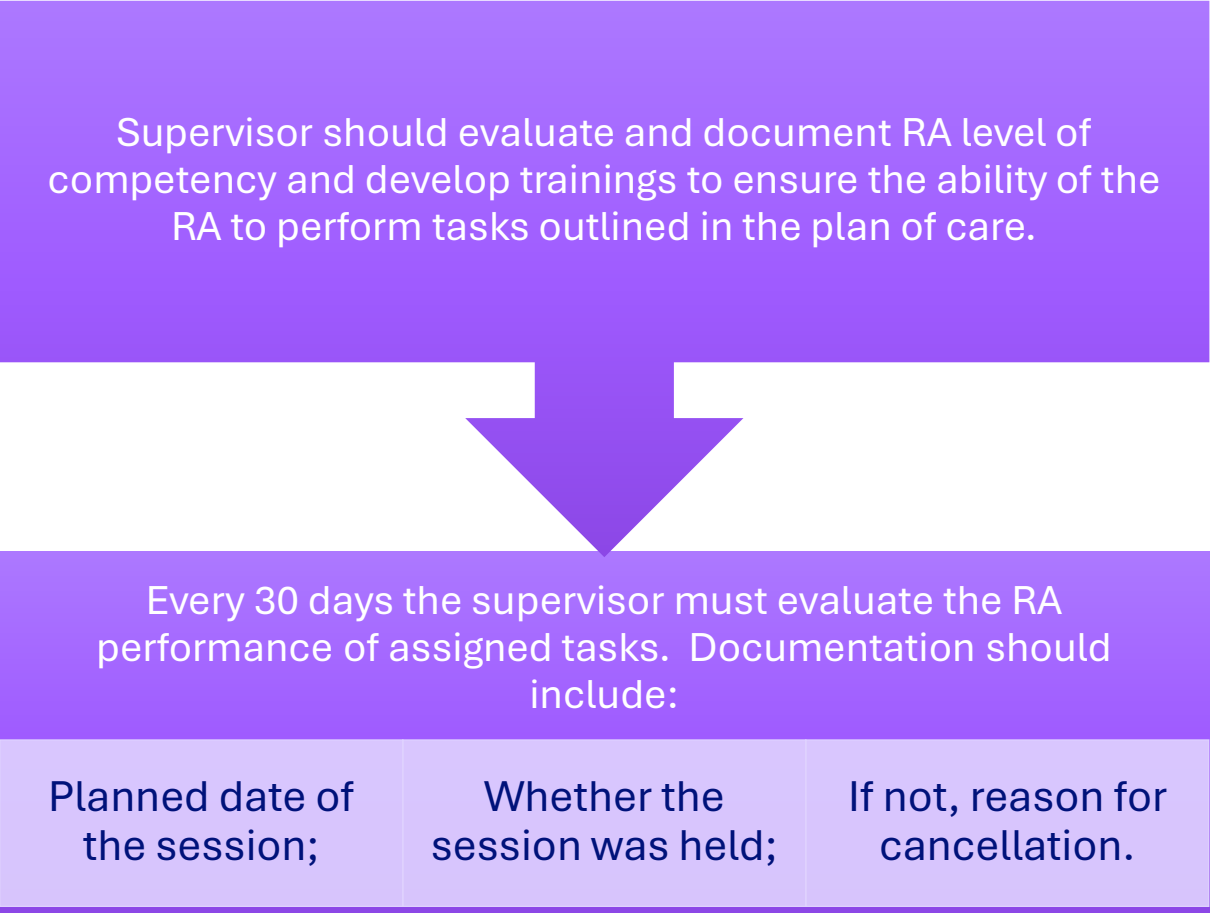 Supervisor should evaluate and document RA level of
competency and develop trainings to ensure the ability of the
RA to perform tasks outlined in the plan of care.
Every 30 days the supervisor must evaluate the RA
performance of assigned tasks.  Documentation should
include:
Planned date of
the session;
Whether the
session was held;
If not, reason for
cancellation.